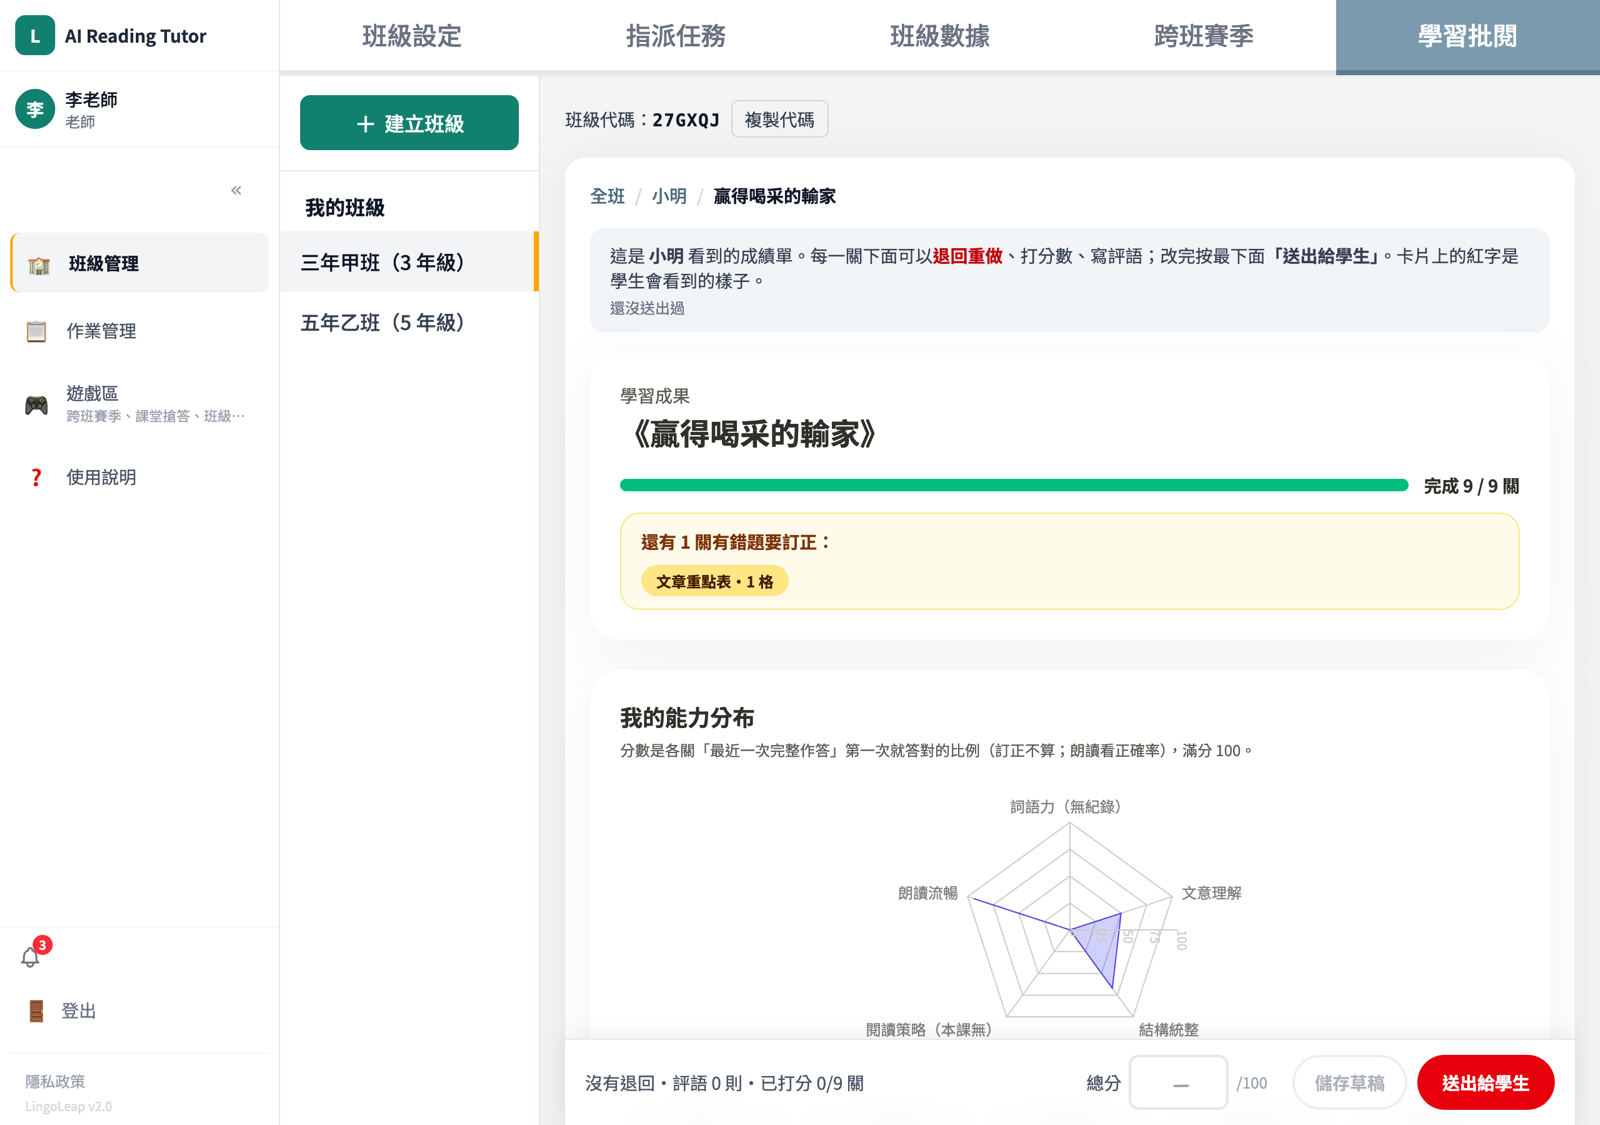 L AI Reading Tutor
李 李老師
老師
«
班級管理
作業管理
遊戲區
跨班賽季、課堂搶答、班級…
使用說明
3
登出
隱私政策
LingoLeap v2.0
班級設定 指派任務 班級數據 跨班賽季 學習批閱
＋ 建立班級
我的班級
三年甲班（3 年級）
五年乙班（5 年級）
班級代碼：27GXQJ 複製代碼
全班 / 小明 / 贏得喝采的輸家
這是 小明 看到的成績單。每一關下面可以退回重做、打分數、寫評語；改完按最下面「送出給學生」。卡片上的紅字是
學生會看到的樣子。
還沒送出過
學習成果
《贏得喝采的輸家》
完成 9 / 9 關
還有 1 關有錯題要訂正：
文章重點表・1 格
我的能力分布
分數是各關「最近一次完整作答」第一次就答對的比例（訂正不算；朗讀看正確率），滿分 100。
詞語力（無紀錄）
朗讀流暢 文意理解
25 50 75 100
閱讀策略（本課無） 結構統整
沒有退回・評語 0 則・已打分 0/9 關 總分 — /100 儲存草稿 送出給學生